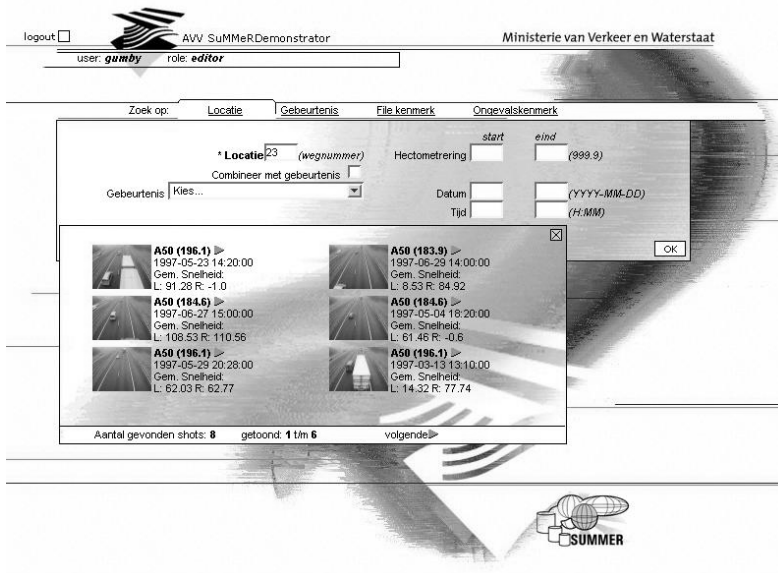 logout
AVV SuMMeRDemonstrator
Ministerie van Verkeer en Waterstaat
user: gumby role: editor
Zoek op: Locatie Gebeurtenis File kenmerk Ongevalskenmerk
start eind
* Locatie 23 (wegnummer) Hectometrering (999.9)
Combineer met gebeurtenis
Gebeurtenis Kies... Datum (YYYY-MM-DD)
Tijd (H:MM)
OK
A50 (196.1)
1997-05-23 14:20:00
Gem. Snelheid:
L: 91.28 R: -1.0
A50 (183.9)
1997-06-29 14:00:00
Gem. Snelheid:
L: 8.53 R: 84.92
A50 (184.6)
1997-06-27 15:00:00
Gem. Snelheid:
L: 108.53 R: 110.56
A50 (184.6)
1997-05-04 18:20:00
Gem. Snelheid:
L: 61.46 R: -0.6
A50 (196.1)
1997-05-29 20:28:00
Gem. Snelheid:
L: 62.03 R: 62.77
A50 (196.1)
1997-03-13 13:10:00
Gem. Snelheid:
L: 14.32 R: 77.74
Aantal gevonden shots: 8 getoond: 1 t/m 6 volgende
SUMMER